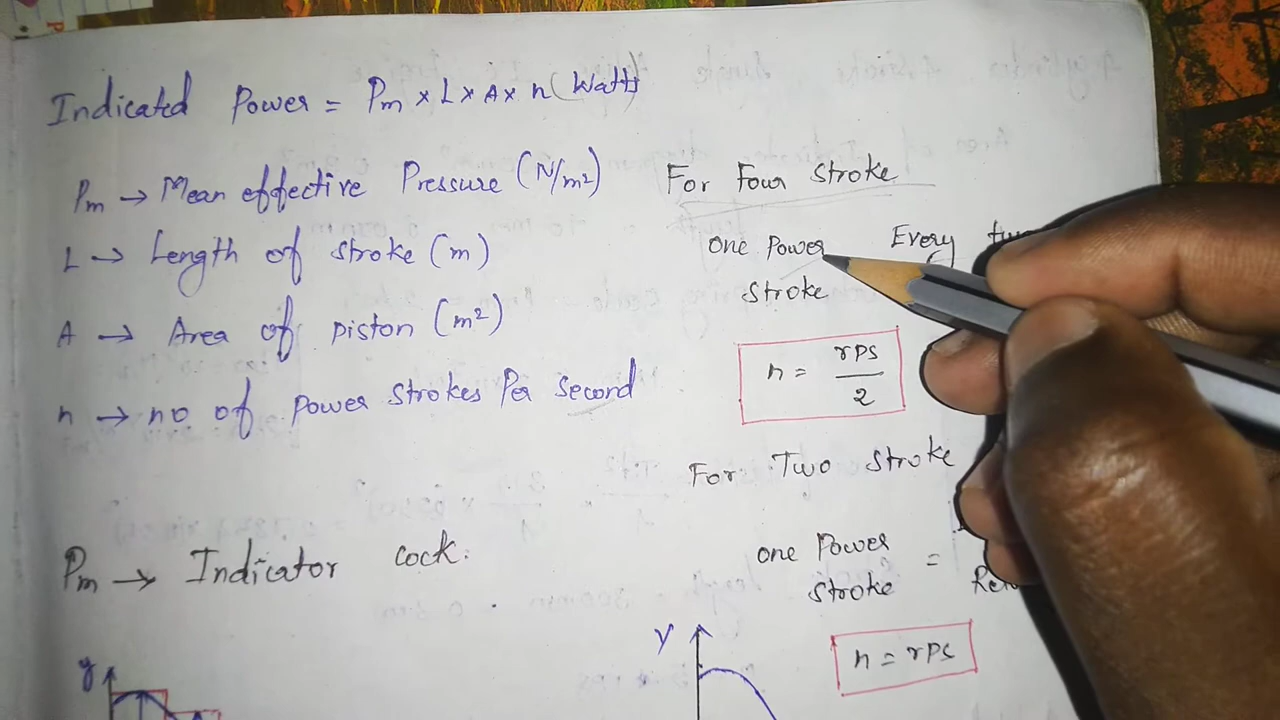 Indicated Power = Pm × L × A × n (Watts
Pm → Mean effective Pressure (N/m²)
L → Length of stroke (m)
A → Area of piston (m²)
n → no. of power strokes Per second
Pm → Indicator cock.
y
For Four Stroke
one Power Every
Stroke
n = rps
2
For Two Stroke
one Power =
stroke
n = rps
Y